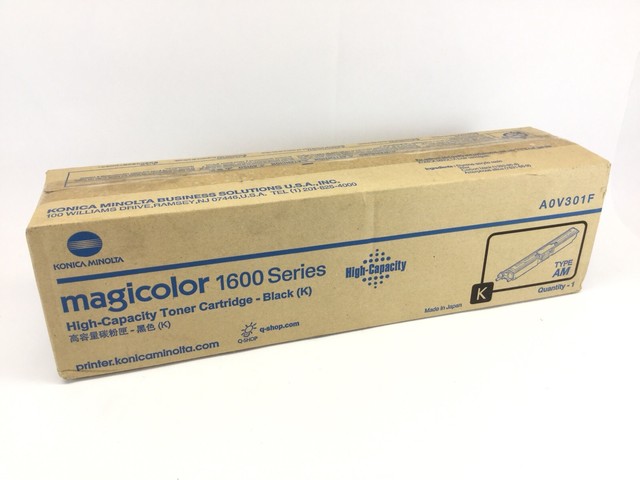 KONICA MINOLTA BUSINESS SOLUTIONS U.S.A., INC.
100 WILLIAMS DRIVE, RAMSEY, NJ 07446, U.S.A. TEL (1) 201-825-4000
A0V301F
KONICA MINOLTA
magicolor 1600 Series
High-Capacity
High-Capacity Toner Cartridge - Black (K)
高容量碳粉匣 - 黑色 (K)
Q-SHOP
q-shop.com
printer.konicaminolta.com
Made in Japan
K
TYPE
AM
Quantity - 1